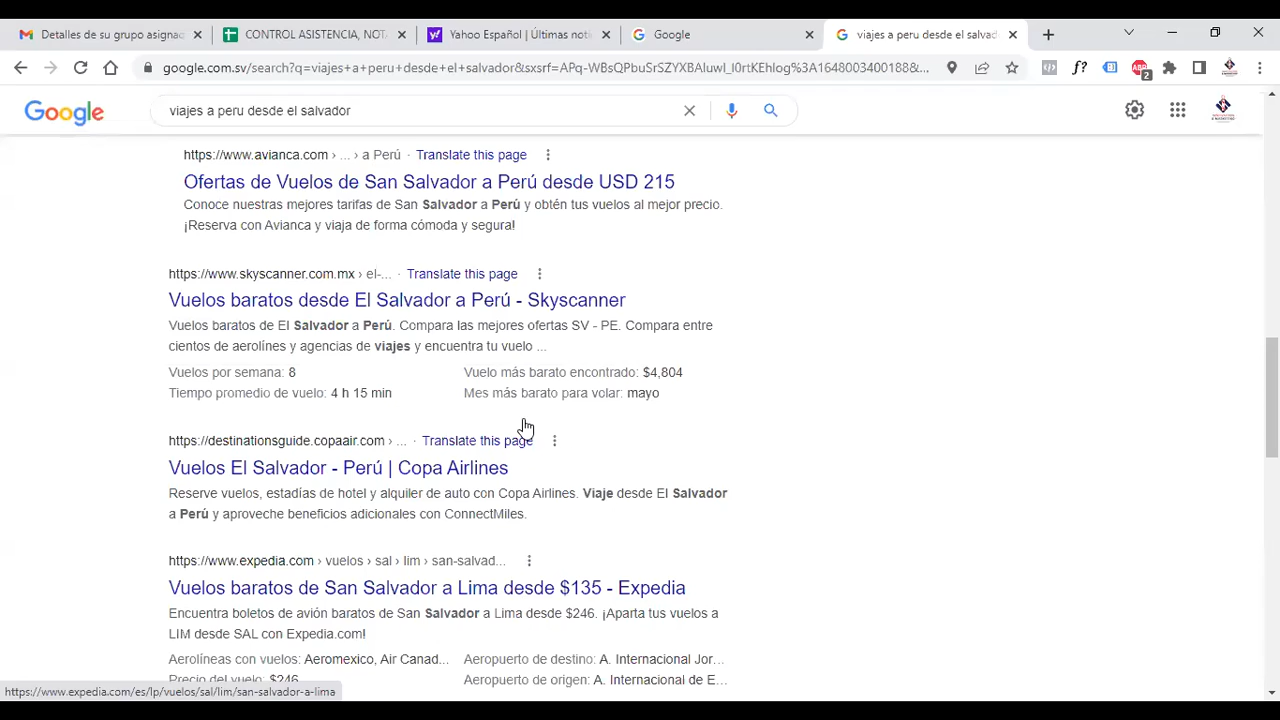 Detalles de su grupo asignac
CONTROL ASISTENCIA, NOT
Yahoo Español | Últimas noti
Google
viajes a peru desde el salvad
google.com.sv/search?q=viajes+a+peru+desde+el+salvador&sxsrf=
Google
viajes a peru desde el salvador
https://www.avianca.com › ... › a Perú · Translate this page
Ofertas de Vuelos de San Salvador a Perú desde USD 215
Conoce nuestras mejores tarifas de San Salvador a Perú y obtén tus vuelos al mejor precio.
¡Reserva con Avianca y viaja de forma cómoda y segura!
https://www.skyscanner.com.mx › el-... · Translate this page
Vuelos baratos desde El Salvador a Perú - Skyscanner
Vuelos baratos de El Salvador a Perú. Compara las mejores ofertas SV - PE. Compara entre
cientos de aerolínes y agencias de viajes y encuentra tu vuelo ...
Vuelos por semana: 8
Vuelo más barato encontrado: $4,804
Tiempo promedio de vuelo: 4 h 15 min
Mes más barato para volar: mayo
https://destinationsguide.copaair.com › ... · Translate this page
Vuelos El Salvador - Perú | Copa Airlines
Reserve vuelos, estadías de hotel y alquiler de auto con Copa Airlines. Viaje desde El Salvador
a Perú y aproveche beneficios adicionales con ConnectMiles.
https://www.expedia.com › vuelos › sal › lim › san-salvad...
Vuelos baratos de San Salvador a Lima desde $135 - Expedia
Encuentra boletos de avión baratos de San Salvador a Lima desde $246. ¡Aparta tus vuelos a
LIM desde SAL con Expedia.com!
Aerolíneas con vuelos: Aeromexico, Air Canad...
Aeropuerto de destino: A. Internacional Jor...
Precio del vuelo: $246
Aeropuerto de origen: A. Internacional de E...
https://www.expedia.com/es/lp/vuelos/sal/lim/san-salvador-a-lima